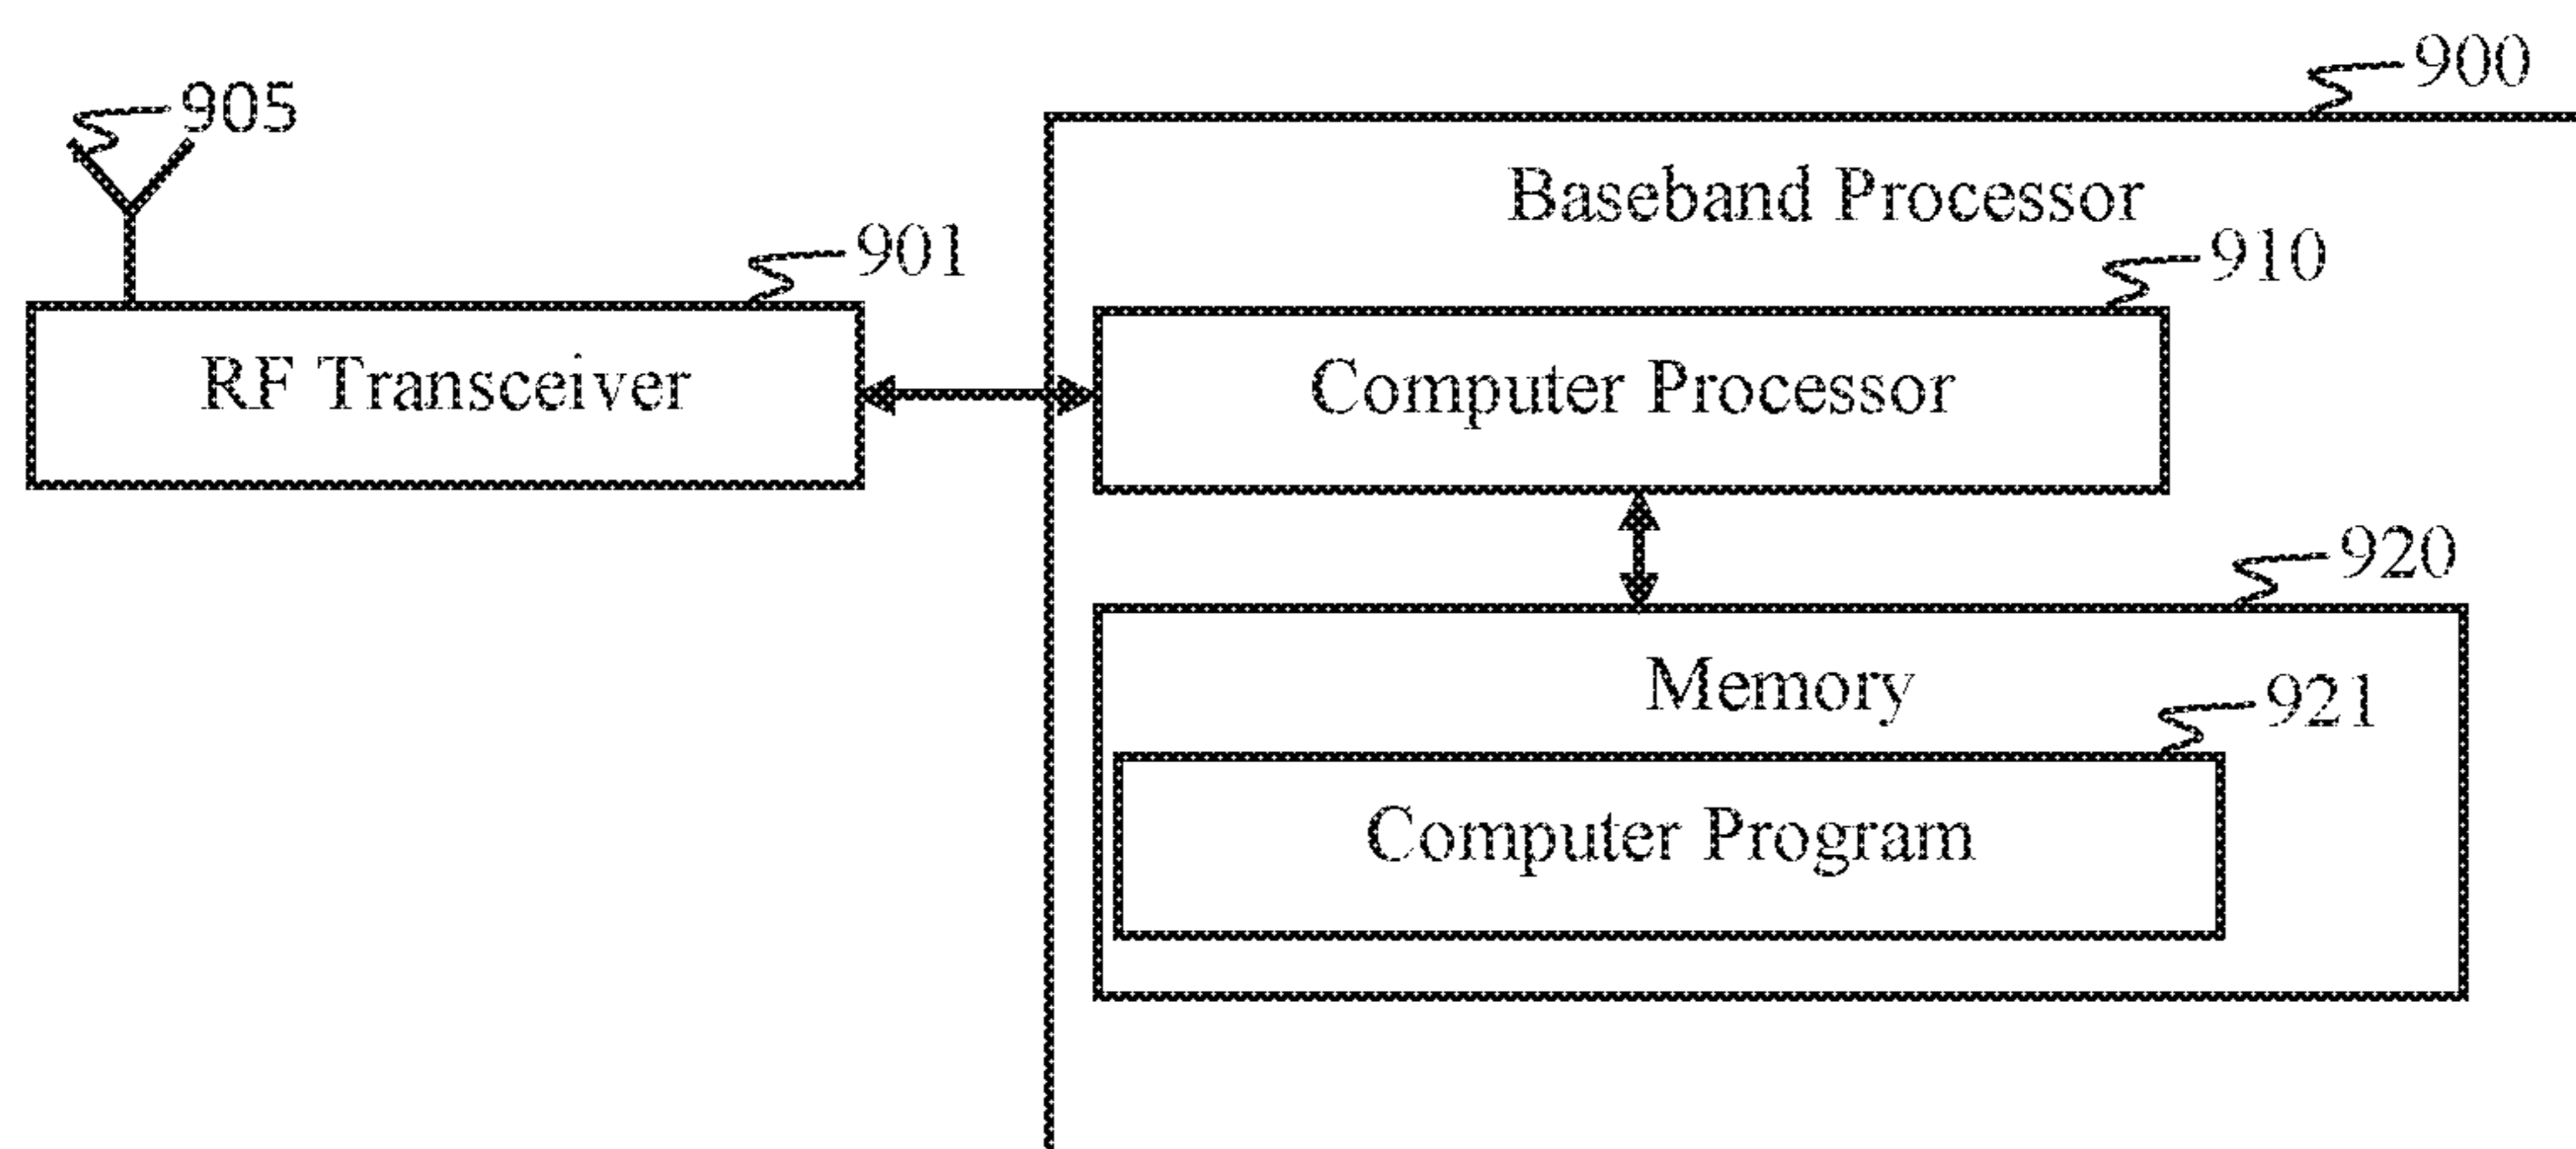 900
905
Baseband Processor
901
910
RF Transceiver
Computer Processor
920
Memory
921
Computer Program